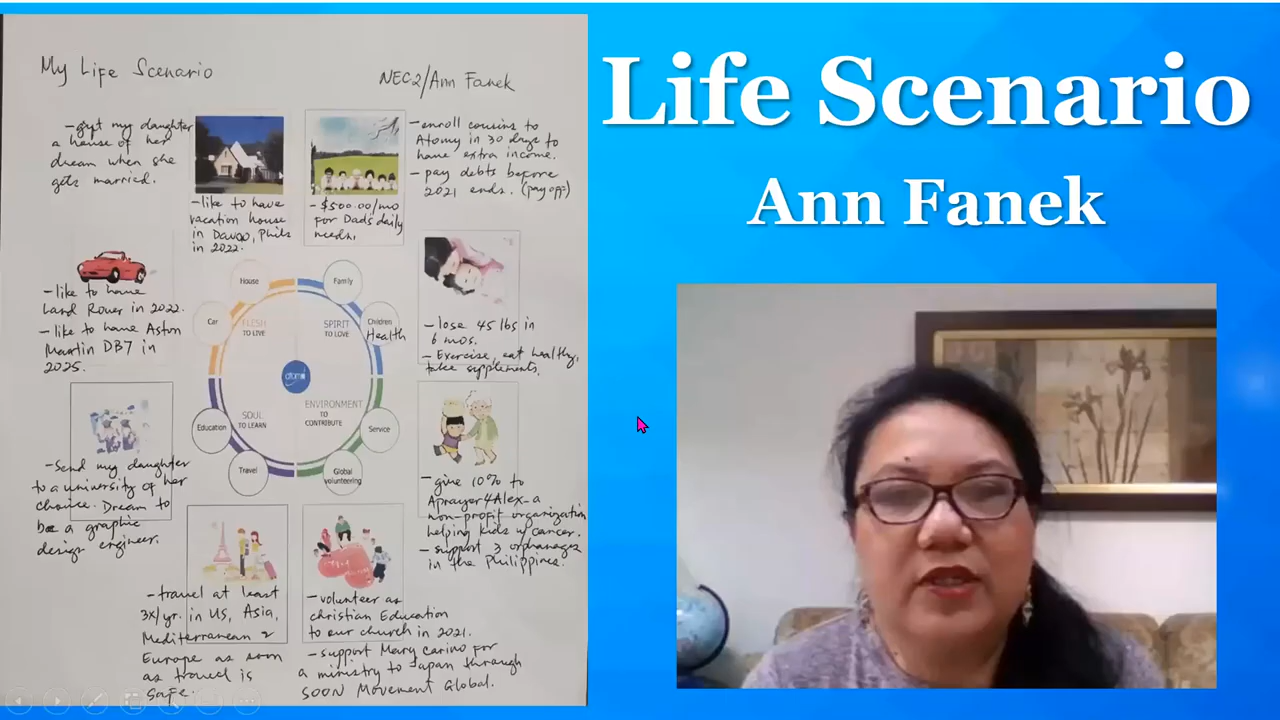 My Life Scenario
NEC2/Ann Fanek
-gift my daughter
a house of her
dream when she
gets married.
-like to have
vacation house
in Davao, Phils
in 2022.
-$500.00/mo
for Dad's daily
needs,
-enroll cousins to
Atomy in 30 days to
have extra income.
-pay debts before
2021 ends. (pay off)
-like to have
Land Rover in 2022.
-like to have Aston
Martin DB7 in
2025.
-lose 45 lbs in
6 mos.
-Exercise, eat healthy,
take supplements.
House
Family
Car
Children
Health
FLESH
TO LIVE
SPIRIT
TO LOVE
atomy
SOUL
TO LEARN
ENVIRONMENT
TO
CONTRIBUTE
Education
Service
Travel
Global
volunteering
-send my daughter
to a university of her
choice. Dream to
be a graphic
design engineer.
-give 10% to
Aprayer4Alex-a
non-profit organization
helping kids w/cancer.
-support 3 orphanages
in the Philippines.
-travel at least
3x/yr. in US, Asia,
Mediterranean &
Europe as soon
as travel is
safe.
-volunteer as
christian Education
to our church in 2021.
-support Mary Carino for
a ministry to Japan through
SOON Movement Global.
Life Scenario
Ann Fanek